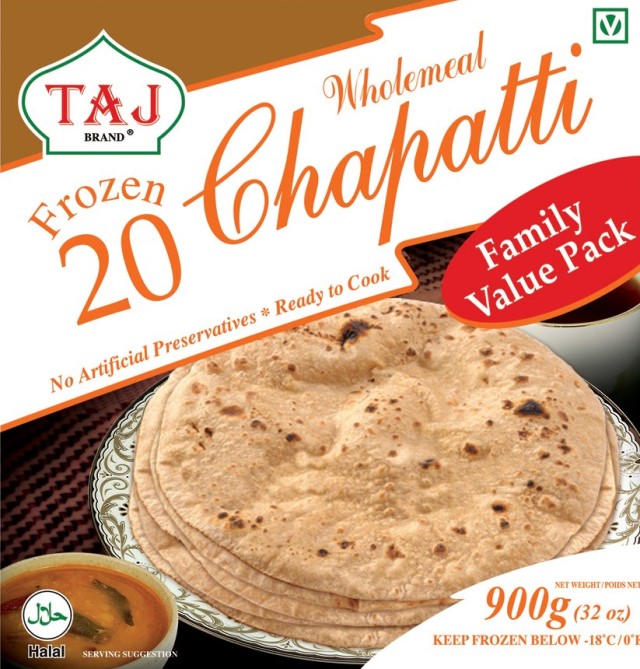 TAJ
BRAND®
Wholemeal
Chapatti
Frozen
20
Family
Value Pack
No Artificial Preservatives * Ready to Cook
NET WEIGHT / POIDS NE
900g (32 oz)
KEEP FROZEN BELOW -18°C / 0°F
حلال
Halal
SERVING SUGGESTION